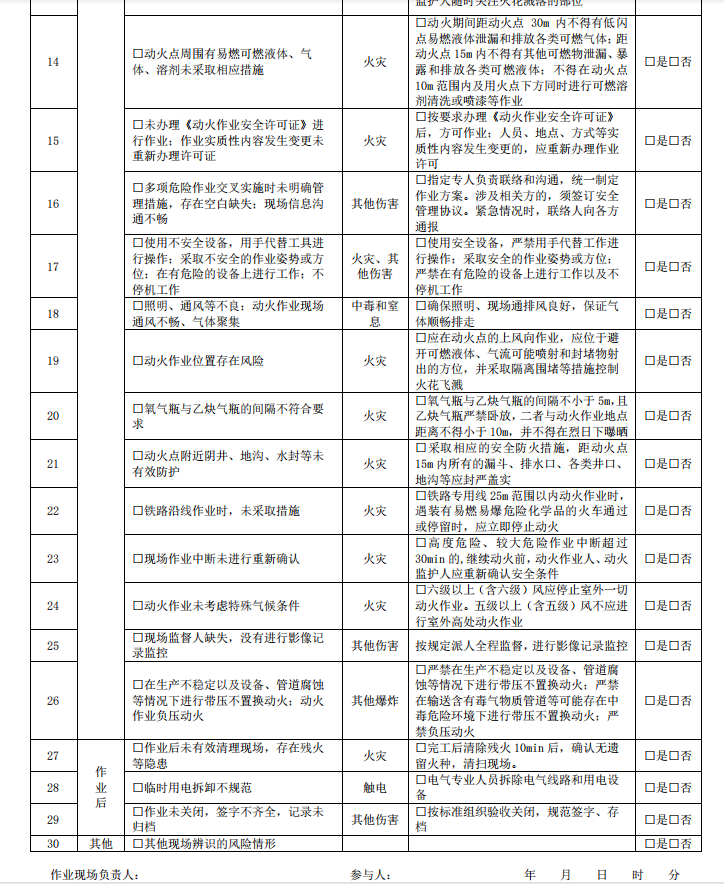 监护人随时关注火花溅落的部位
14
□动火点周围有易燃可燃液体、气
体、溶剂未采取相应措施
火灾
□动火期间距动火点 30m 内不得有低闪
点易燃液体泄漏和排放各类可燃气体；距
动火点 15m 内不得有其他可燃物泄漏、暴
露和排放各类可燃液体；不得在动火点
10m 范围内及用火点下方同时进行可燃溶
剂清洗或喷漆等作业
□是□否
15
□未办理《动火作业安全许可证》进
行作业；作业实质性内容发生变更未
重新办理许可证
火灾
□按要求办理《动火作业安全许可证》
后，方可作业；人员、地点、方式等实
质性内容发生变更的，应重新办理作业
许可
□是□否
16
□多项危险作业交叉实施时未明确管
理措施，存在空白缺失；现场信息沟
通不畅
其他伤害
□指定专人负责联络和沟通，统一制定
作业方案。涉及相关方的，须签订安全
管理协议。紧急情况时，联络人向各方
通报
□是□否
17
□使用不安全设备，用手代替工具进
行操作；采取不安全的作业姿势或方
位；在有危险的设备上进行工作；不
停机工作
火灾、其
他伤害
□使用安全设备，严禁用手代替工作进
行操作；采取安全的作业姿势或方位；
严禁在有危险的设备上进行工作以及不
停机工作
□是□否
18
□照明、通风等不良；动火作业现场
通风不畅、气体聚集
中毒和窒
息
□确保照明、现场通排风良好，保证气
体顺畅排走
□是□否
19
□动火作业位置存在风险
火灾
□应在动火点的上风向作业，应位于避
开可燃液体、气流可能喷射和封堵物射
出的方位，并采取隔离围堵等措施控制
火花飞溅
□是□否
20
□氧气瓶与乙炔气瓶的间隔不符合要
求
火灾
□氧气瓶与乙炔气瓶的间隔不小于 5m,且
乙炔气瓶严禁卧放，二者与动火作业地点
距离不得小于 10m，并不得在烈日下曝晒
□是□否
21
□动火点附近阴井、地沟、水封等未
有效防护
火灾
□采取相应的安全防火措施，距动火点
15m 内所有的漏斗、排水口、各类井口、
地沟等应封严盖实
□是□否
22
□铁路沿线作业时，未采取措施
火灾
□铁路专用线 25m 范围以内动火作业时，
遇装有易燃易爆危险化学品的火车通过
或停留时，应立即停止动火
□是□否
23
□现场作业中断未进行重新确认
火灾
□高度危险、较大危险作业中断超过
30min 的,继续动火前，动火作业人、动火
监护人应重新确认安全条件
□是□否
24
□动火作业未考虑特殊气候条件
火灾
□六级以上（含六级）风应停止室外一切
动火作业。五级以上（含五级）风不应进
行室外高处动火作业
□是□否
25
□现场监督人缺失，没有进行影像记
录监控
其他伤害
按规定派人全程监督,进行影像记录监控
□是□否
26
□在生产不稳定以及设备、管道腐蚀
等情况下进行带压不置换动火；动火
作业负压动火
其他爆炸
□严禁在生产不稳定以及设备、管道腐
蚀等情况下进行带压不置换动火；严禁
在输送含有毒气物质管道等可能存在中
毒危险环境下进行带压不置换动火；严
禁负压动火
□是□否
27
作
业
后
□作业后未有效清理现场，存在残火
等隐患
火灾
□完工后清除残火 10min 后，确认无遗
留火种，清扫现场。
□是□否
28
□临时用电拆卸不规范
触电
□电气专业人员拆除电气线路和用电设
备
□是□否
29
□作业未关闭，签字不齐全，记录未
归档
其他伤害
□按标准组织验收关闭，规范签字、存
档
□是□否
30
其他
□其他现场辨识的风险情形
□是□否
作业现场负责人： 参与人： 年 月 日 时 分